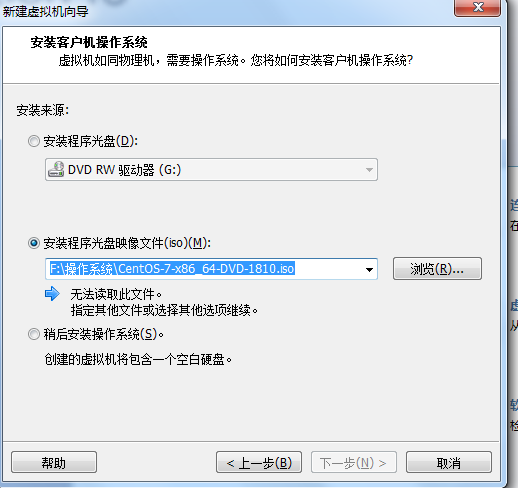 新建虚拟机向导
安装客户机操作系统
虚拟机如同物理机，需要操作系统。您将如何安装客户机操作系统?
安装来源:
安装程序光盘(D):
DVD RW 驱动器 (G:)
安装程序光盘映像文件(iso)(M):
F:\操作系统\CentOS-7-x86_64-DVD-1810.iso
浏览(R)...
无法读取此文件。
指定其他文件或选择其他选项继续。
稍后安装操作系统(S)。
创建的虚拟机将包含一个空白硬盘。
帮助
< 上一步(B)
下一步(N) >
取消